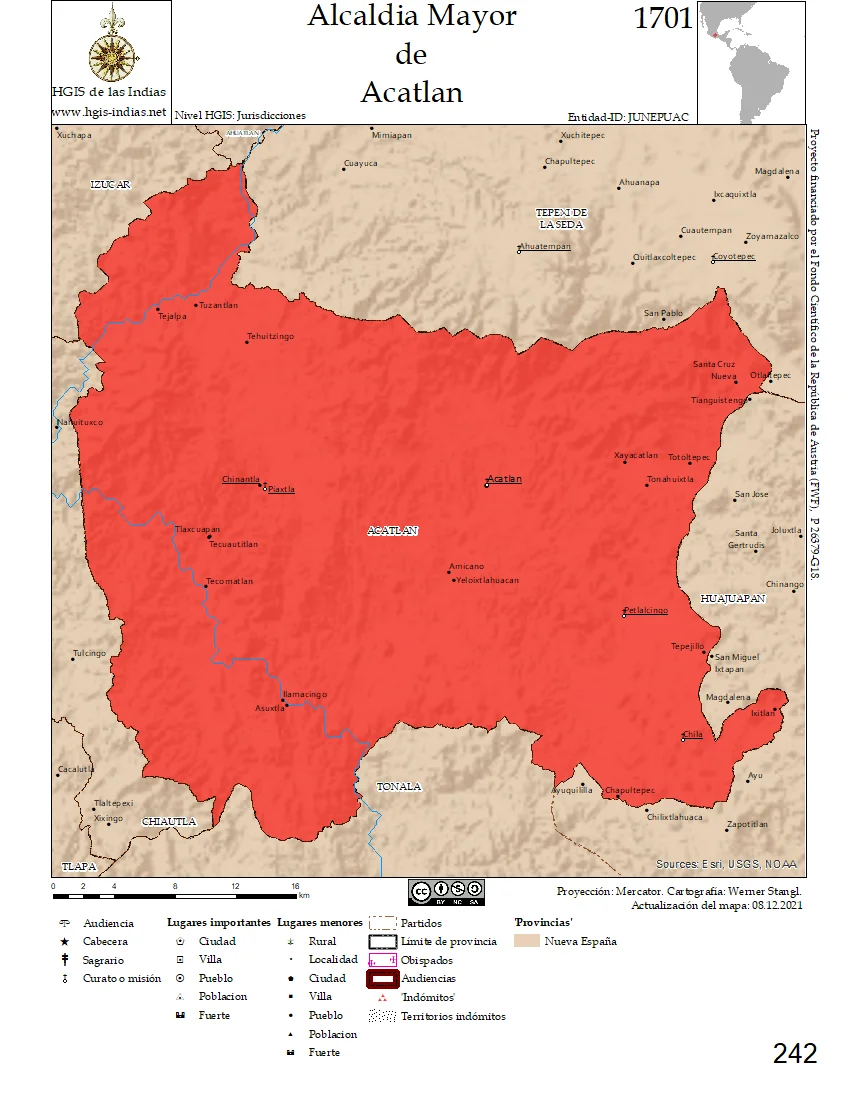 Alcaldia Mayor
de
Acatlan
1701
HGIS de las Indias
www.hgis-indias.net
Nivel HGIS: Jurisdicciones
Entidad-ID: JUNEPUAC
Xuchapa
AHUATLAN
Mimiapan
Xuchitepec
Cuayuca
Chapultepec
Magdalena
IZUCAR
Ahuanapa
Ixcaquixtla
TEPEXI DE
LA SEDA
Cuautempan
Zoyamazalco
Ahuatempan
Quitlaxcoltepec
Coyotepec
Tuzantlan
Tejalpa
San Pablo
Tehuitzingo
Santa Cruz
Nueva
Otlaltepec
Tianguistengo
Nahuituxco
Xayacatlan
Totoltepec
Chinantla
Piaxtla
Acatlan
Tonahuixtla
San Jose
Tlaxcuapan
Tecuautitlan
ACATLAN
Santa
Gertrudis
Joluxtla
Amicano
Yeloixtlahuacan
Tecomatlan
Chinango
HUAJUAPAN
Petlalcingo
Tulcingo
Tepejillo
San Miguel
Ixtapan
Ilamacingo
Asuxtla
Magdalena
Ixitlan
Chila
Cacalutla
TONALA
Ayu
Ayuquililla
Chapultepec
Tlaltepexi
Xixingo
CHIAUTLA
Chilixtlahuaca
Zapotitlan
TLAPA
Sources: Esri, USGS, NOAA
Proyecto financiado por el Fondo Científico de la República de Austria (FWF), P 26379-G18.
0 2 4 8 12 16
km
CC BY NC SA
Proyección: Mercator. Cartografía: Werner Stangl.
Actualización del mapa: 08.12.2021
Audiencia
Cabecera
Sagrario
Curato o misión
Lugares importantes
Ciudad
Villa
Pueblo
Poblacion
Fuerte
Lugares menores
Rural
Localidad
Ciudad
Villa
Pueblo
Poblacion
Fuerte
Partidos
Límite de provincia
Obispados
Audiencias
'Indómitos'
Territorios indómitos
'Provincias'
Nueva España
242